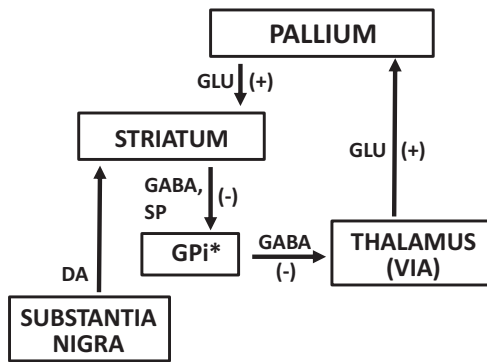 PALLIUM
GLU (+)
STRIATUM
GLU (+)
GABA, (-)
SP
GPi*
GABA
(-)
THALAMUS
(VIA)
DA
SUBSTANTIA
NIGRA